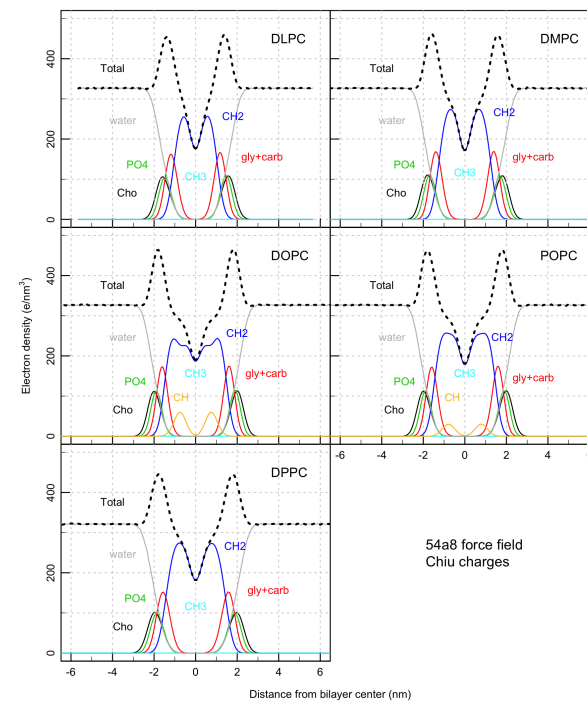 DLPC
DMPC
Total
Total
water
water
CH2
CH2
PO4
PO4
gly+carb
gly+carb
CH3
CH3
Cho
Cho
0
200
400
DOPC
POPC
Total
Total
water
water
CH2
CH2
PO4
PO4
CH3
CH3
gly+carb
gly+carb
CH
CH
Cho
Cho
0
200
400
Electron density (e/nm³)
-6 -4 -2 0 2 4 6
DPPC
Total
water
CH2
PO4
gly+carb
CH3
Cho
0
200
400
54a8 force field
Chiu charges
-6 -4 -2 0 2 4 6
Distance from bilayer center (nm)